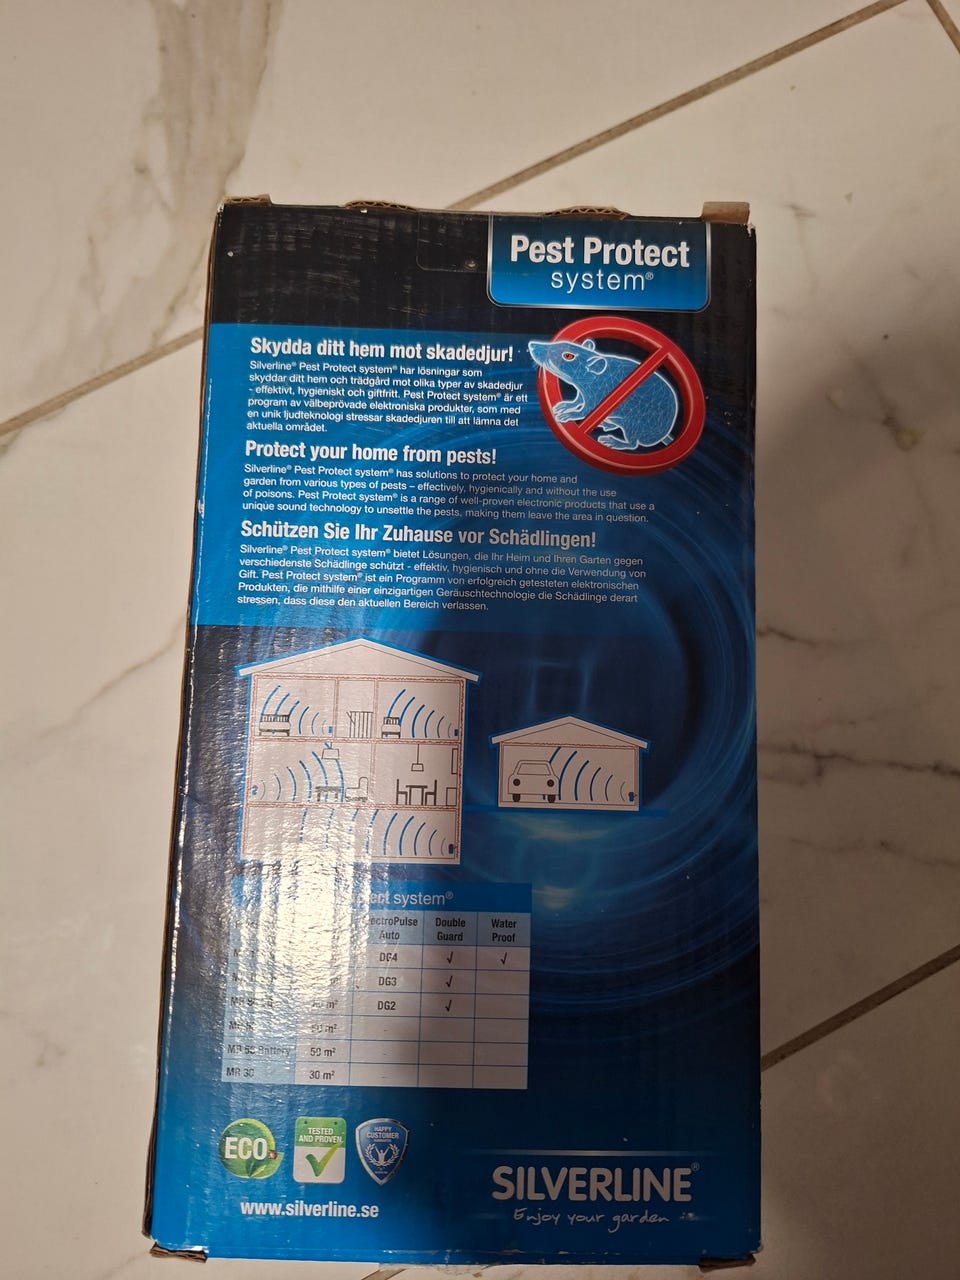 Pest Protect
system®
Skydda ditt hem mot skadedjur!
Silverline® Pest Protect system® har lösningar som
skyddar ditt hem och trädgård mot olika typer av skadedjur
- effektivt, hygieniskt och giftfritt. Pest Protect system® är ett
program av välbeprövade elektroniska produkter, som med
en unik ljudteknologi stressar skadedjuren till att lämna det
aktuella området.
Protect your home from pests!
Silverline® Pest Protect system® has solutions to protect your home and
garden from various types of pests – effectively, hygienically and without the use
of poisons. Pest Protect system® is a range of well-proven electronic products that use a
unique sound technology to unsettle the pests, making them leave the area in question.
Schützen Sie Ihr Zuhause vor Schädlingen!
Silverline® Pest Protect system® bietet Lösungen, die Ihr Heim und Ihren Garten gegen
verschiedenste Schädlinge schützt - effektiv, hygienisch und ohne die Verwendung von
Gift. Pest Protect system® ist ein Programm von erfolgreich getesteten elektronischen
Produkten, die mithilfe einer einzigartigen Geräuschtechnologie die Schädlinge derart
stressen, dass diese den aktuellen Bereich verlassen.
system®
Auto Double Guard Water Proof
DG4 √ √
m² DG3 √
m² DG2 √
m² -
MR 55 Battery 50 m² -
MR 30 30 m² -
ECO
TESTED
AND PROVEN
HAPPY
CUSTOMER
www.silverline.se
SILVERLINE®
Enjoy your garden